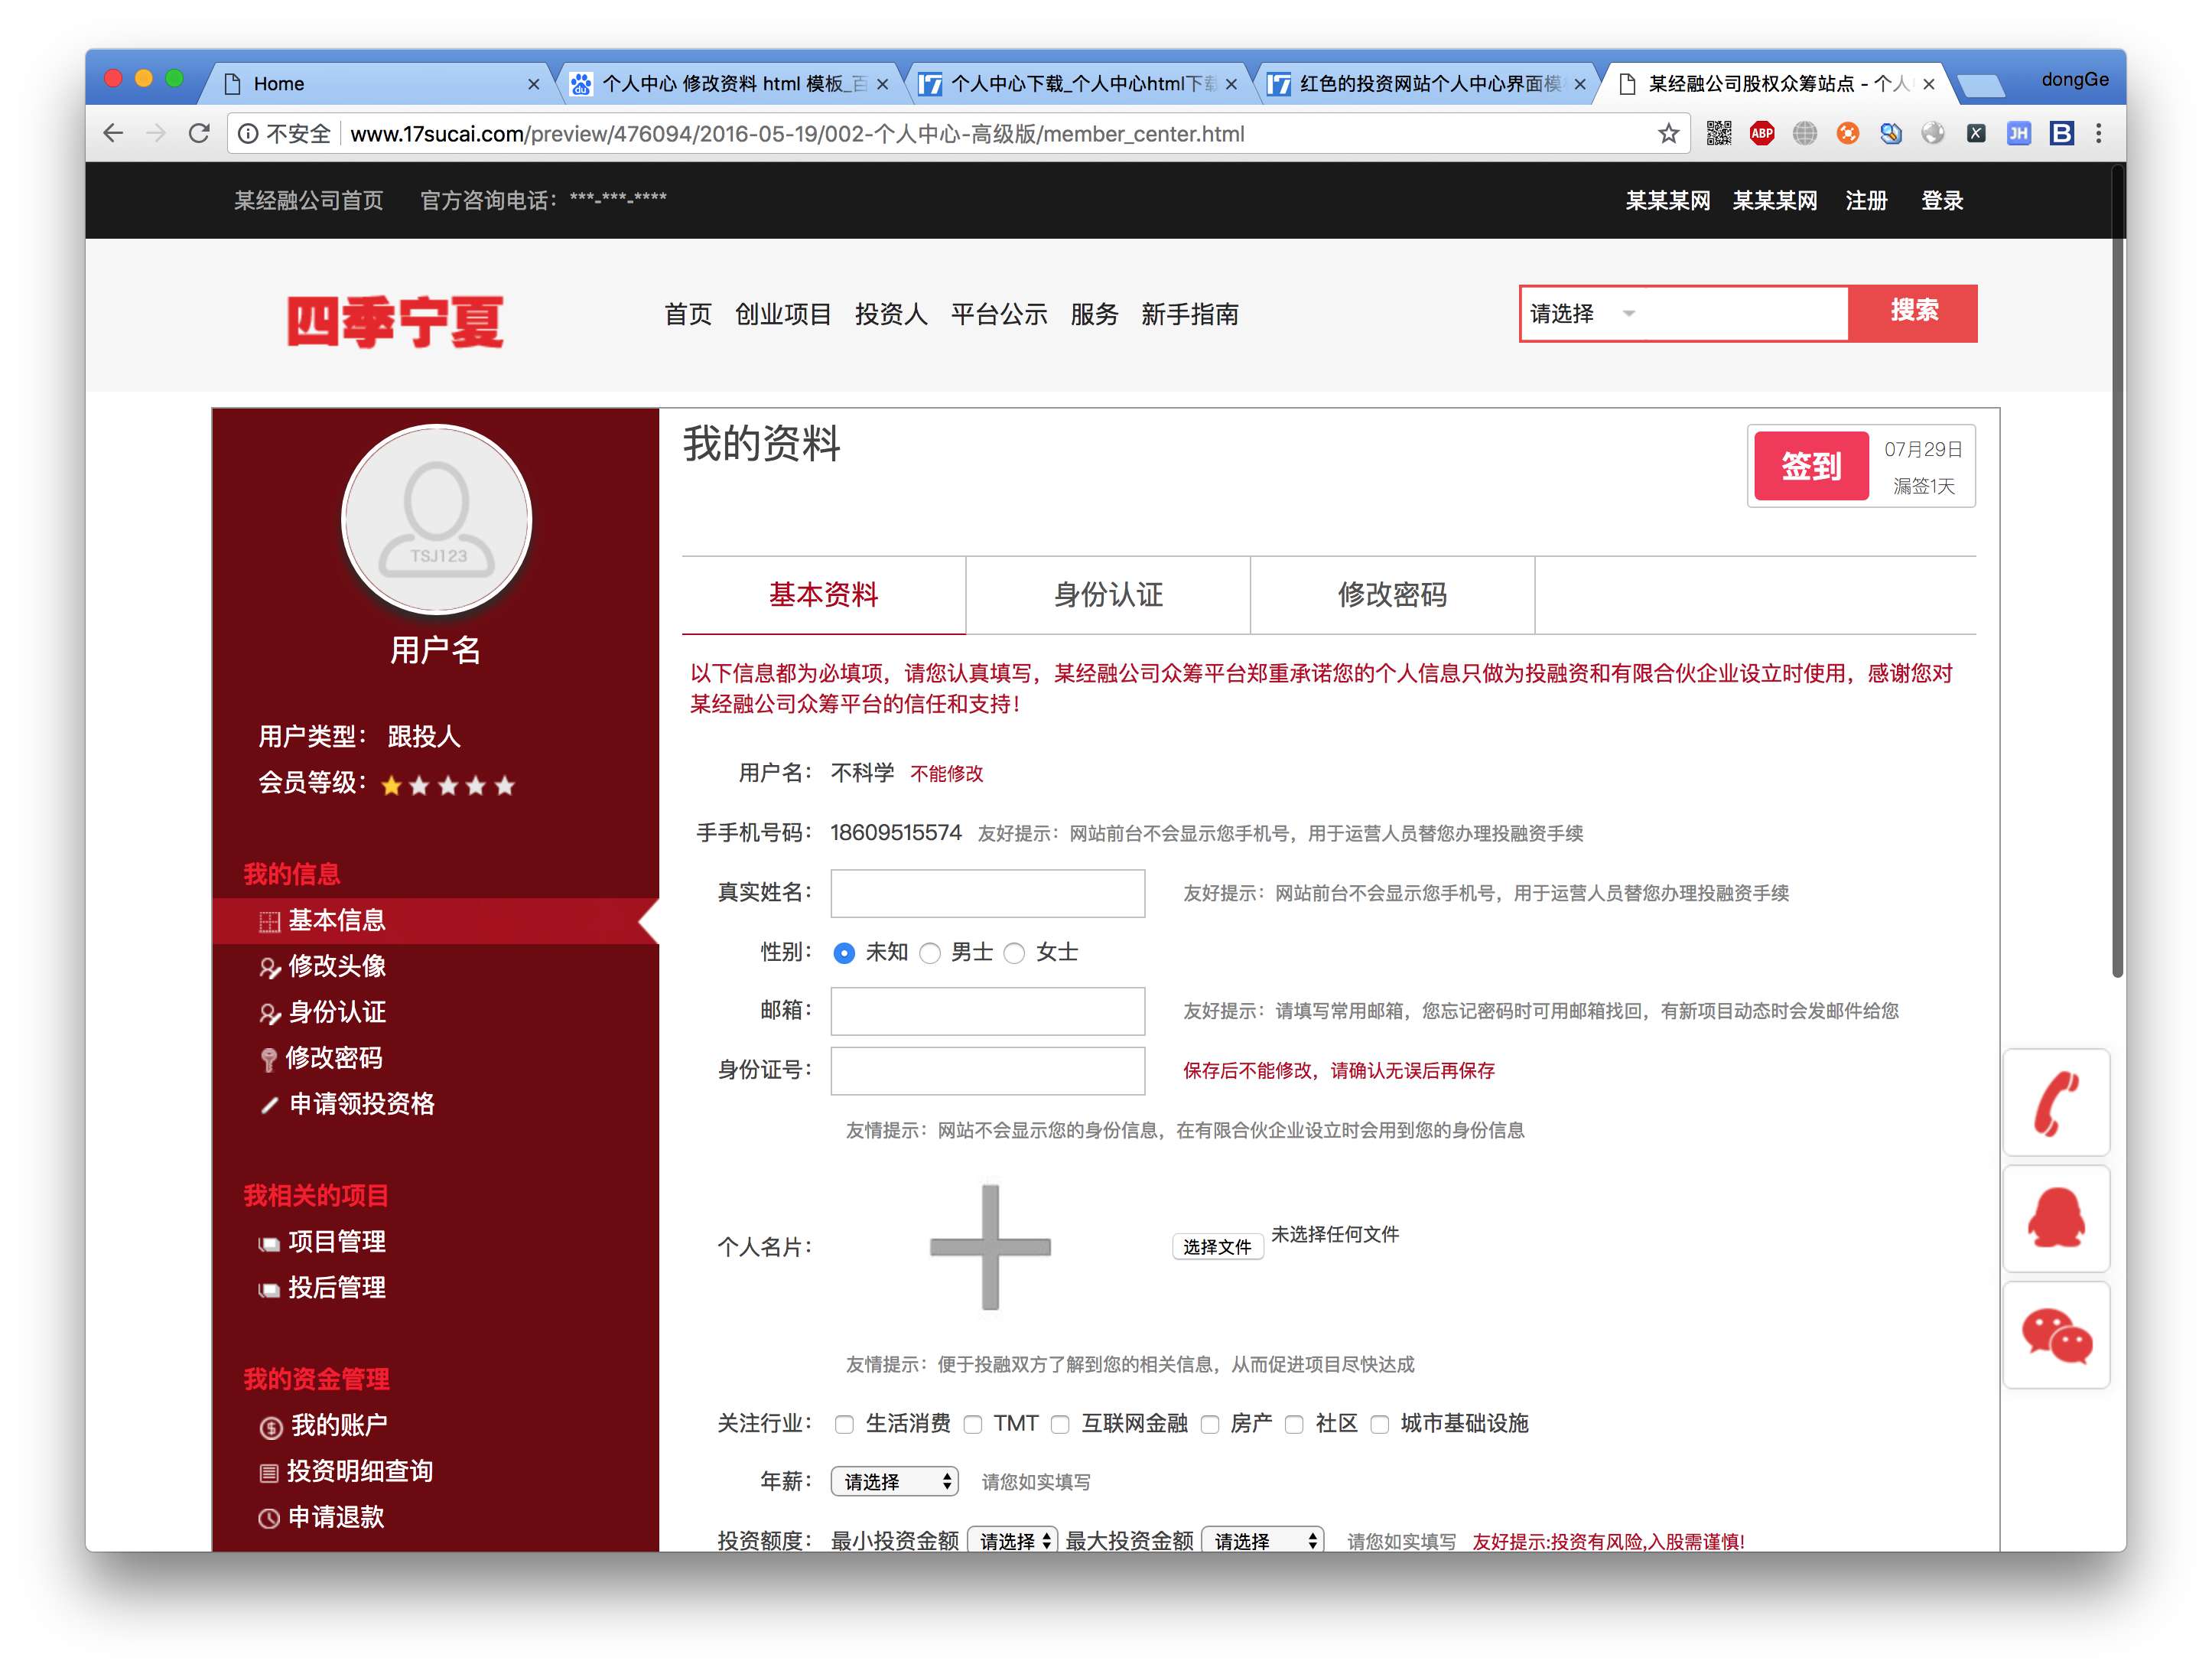 Home
个人中心 修改资料 html 模板_百
个人中心下载_个人中心html下载
红色的投资网站个人中心界面模
某经融公司股权众筹站点 - 个人
dongGe
不安全 www.17sucai.com/preview/476094/2016-05-19/002-个人中心-高级版/member_center.html
ABP
JH
B
某经融公司首页 官方咨询电话：***-***-**** 某某某网 某某某网 注册 登录
四季宁夏
首页 创业项目 投资人 平台公示 服务 新手指南
请选择 搜索
TSJ123
用户名
用户类型： 跟投人
会员等级：
我的信息
基本信息
修改头像
身份认证
修改密码
申请领投资格
我相关的项目
项目管理
投后管理
我的资金管理
我的账户
投资明细查询
申请退款
我的资料
签到 07月29日
漏签1天
基本资料 身份认证 修改密码
以下信息都为必填项，请您认真填写，某经融公司众筹平台郑重承诺您的个人信息只做为投融资和有限合伙企业设立时使用，感谢您对
某经融公司众筹平台的信任和支持！
用户名： 不科学 不能修改
手手机号码： 18609515574 友好提示：网站前台不会显示您手机号，用于运营人员替您办理投融资手续
真实姓名： 友好提示：网站前台不会显示您手机号，用于运营人员替您办理投融资手续
性别： 未知 男士 女士
邮箱： 友好提示：请填写常用邮箱，您忘记密码时可用邮箱找回，有新项目动态时会发邮件给您
身份证号： 保存后不能修改，请确认无误后再保存
友情提示：网站不会显示您的身份信息，在有限合伙企业设立时会用到您的身份信息
个人名片： 选择文件 未选择任何文件
友情提示：便于投融双方了解到您的相关信息，从而促进项目尽快达成
关注行业： 生活消费 TMT 互联网金融 房产 社区 城市基础设施
年薪： 请选择 请您如实填写
投资额度： 最小投资金额 请选择 最大投资金额 请选择 请您如实填写 友好提示:投资有风险,入股需谨慎!